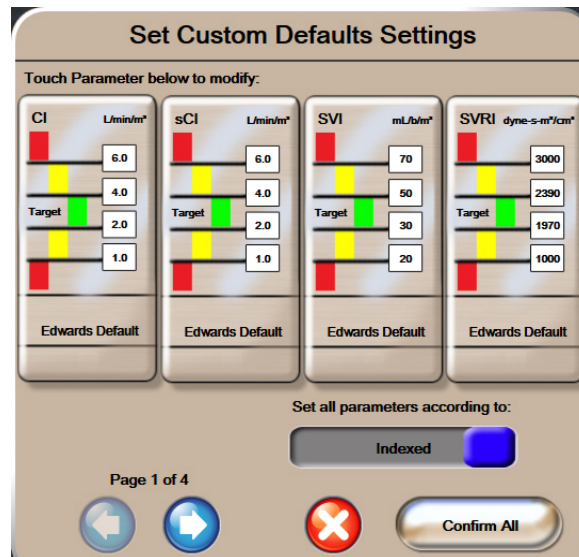 Set Custom Defaults Settings
Touch Parameter below to modify:
CI L/min/m²
6.0
4.0
Target
2.0
1.0
Edwards Default
sCI L/min/m²
6.0
4.0
Target
2.0
1.0
Edwards Default
SVI mL/b/m²
70
50
Target
30
20
Edwards Default
SVRI dyne-s-m²/cm⁵
3000
2390
Target
1970
1000
Edwards Default
Set all parameters according to:
Indexed
Page 1 of 4
Confirm All